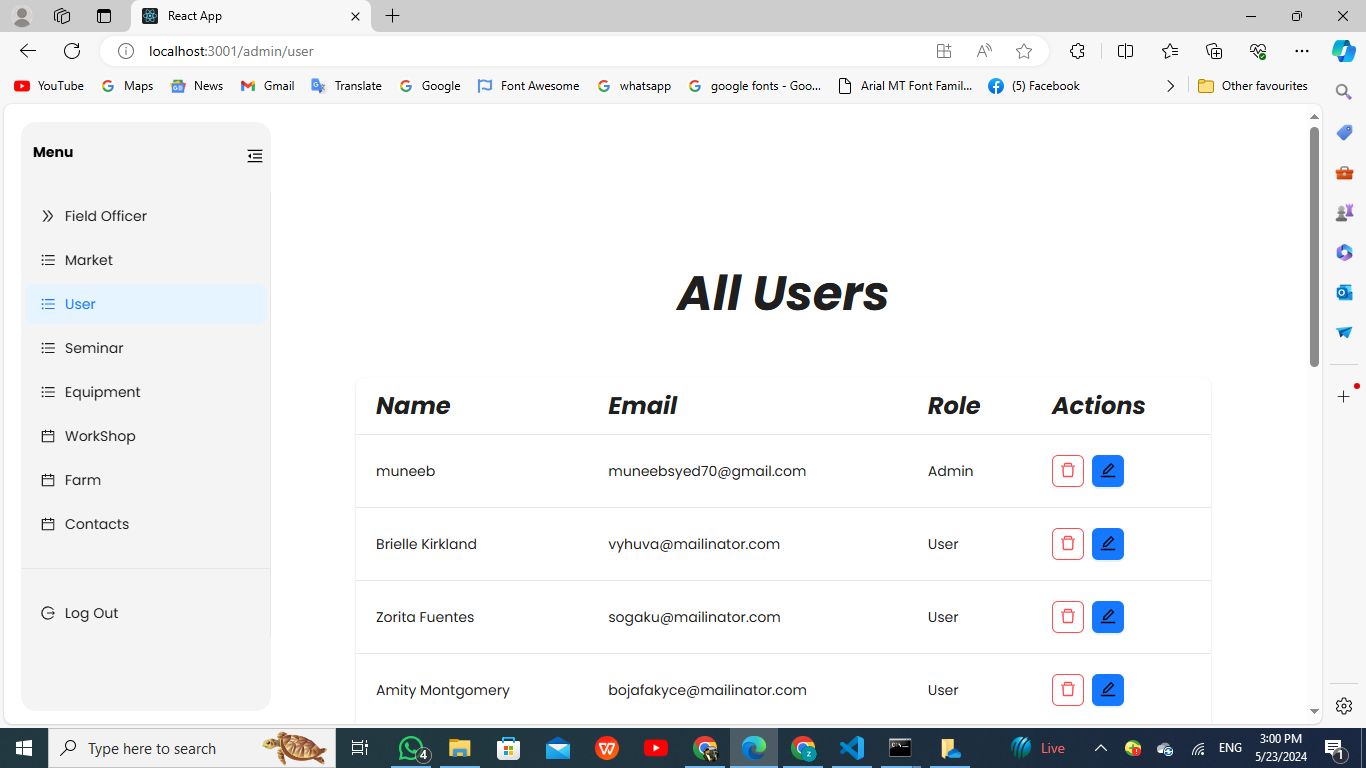 React App
localhost:3001/admin/user
YouTube Maps News Gmail Translate Google Font Awesome whatsapp google fonts - Goo... Arial MT Font Famil... (5) Facebook Other favourites
Menu
Field Officer
Market
User
Seminar
Equipment
WorkShop
Farm
Contacts
Log Out
All Users
Name Email Role Actions
muneeb muneebsyed70@gmail.com Admin
Brielle Kirkland vyhuva@mailinator.com User
Zorita Fuentes sogaku@mailinator.com User
Amity Montgomery bojafakyce@mailinator.com User
Type here to search
4
Live
ENG
3:00 PM
5/23/2024
1